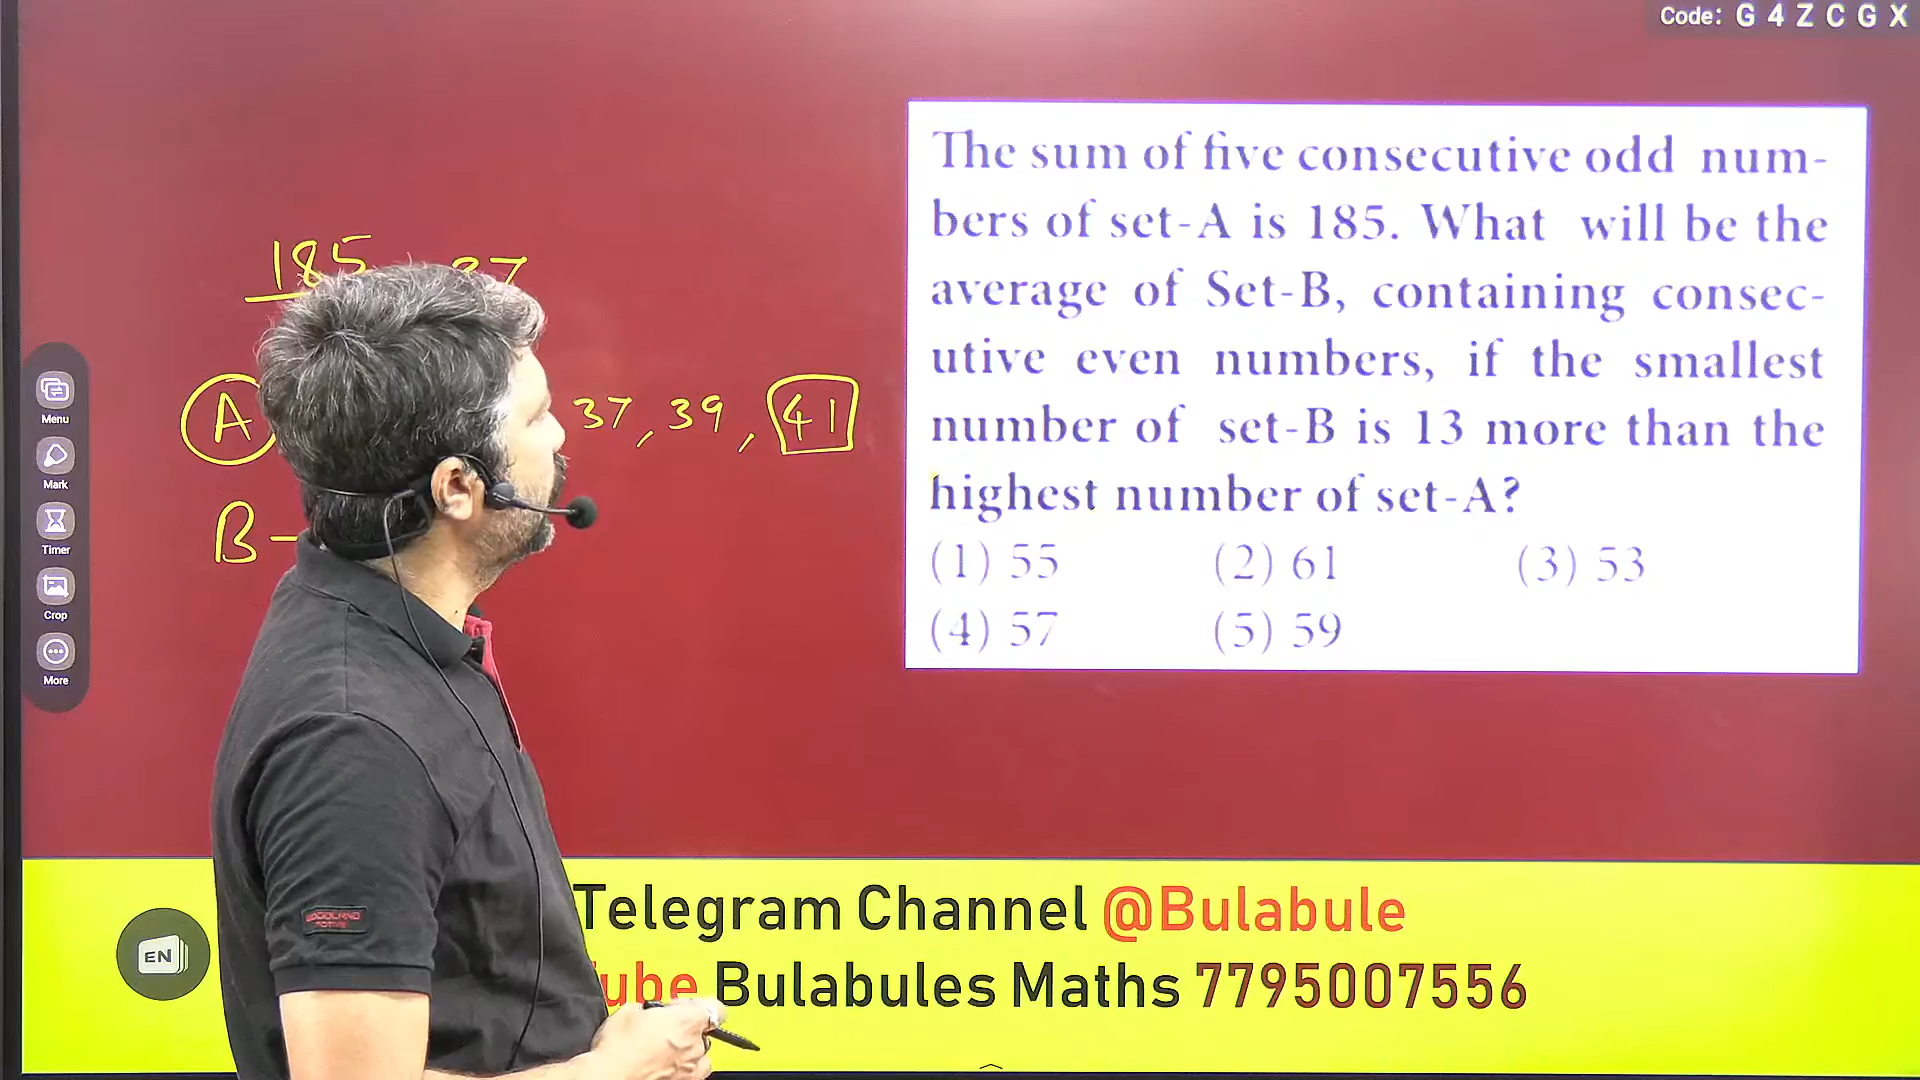 Code: G 4 Z C G X
The sum of five consecutive odd num-
bers of set-A is 185. What will be the
average of Set-B, containing consec-
utive even numbers, if the smallest
number of set-B is 13 more than the
highest number of set-A?
(1) 55 (2) 61 (3) 53
(4) 57 (5) 59
185 37
A 37, 39, 41
B -
Menu
Mark
Timer
Crop
More
EN
Telegram Channel @Bulabule
ube Bulabules Maths 7795007556